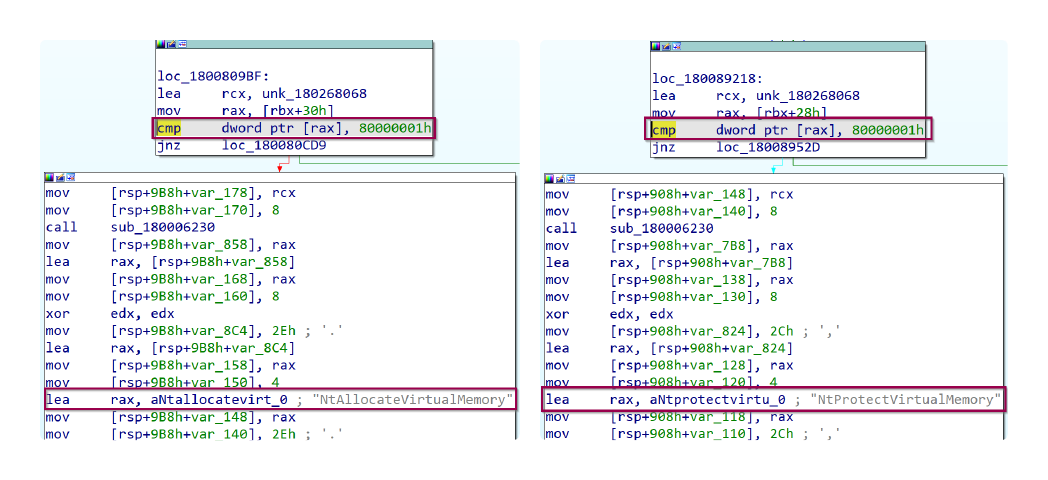 loc_1800809BF:
lea rcx, unk_180268068
mov rax, [rbx+30h]
cmp dword ptr [rax], 80000001h
jnz loc_180080CD9
mov [rsp+9B8h+var_178], rcx
mov [rsp+9B8h+var_170], 8
call sub_180006230
mov [rsp+9B8h+var_858], rax
lea rax, [rsp+9B8h+var_858]
mov [rsp+9B8h+var_168], rax
mov [rsp+9B8h+var_160], 8
xor edx, edx
mov [rsp+9B8h+var_8C4], 2Eh ; '.'
lea rax, [rsp+9B8h+var_8C4]
mov [rsp+9B8h+var_158], rax
mov [rsp+9B8h+var_150], 4
lea rax, aNtallocatevirt_0 ; "NtAllocateVirtualMemory"
mov [rsp+9B8h+var_148], rax
mov [rsp+9B8h+var_140], 2Eh ; '.'
loc_180089218:
lea rcx, unk_180268068
mov rax, [rbx+28h]
cmp dword ptr [rax], 80000001h
jnz loc_18008952D
mov [rsp+908h+var_148], rcx
mov [rsp+908h+var_140], 8
call sub_180006230
mov [rsp+908h+var_7B8], rax
lea rax, [rsp+908h+var_7B8]
mov [rsp+908h+var_138], rax
mov [rsp+908h+var_130], 8
xor edx, edx
mov [rsp+908h+var_824], 2Ch ; ','
lea rax, [rsp+908h+var_824]
mov [rsp+908h+var_128], rax
mov [rsp+908h+var_120], 4
lea rax, aNtprotectvirtu_0 ; "NtProtectVirtualMemory"
mov [rsp+908h+var_118], rax
mov [rsp+908h+var_110], 2Ch ; ','